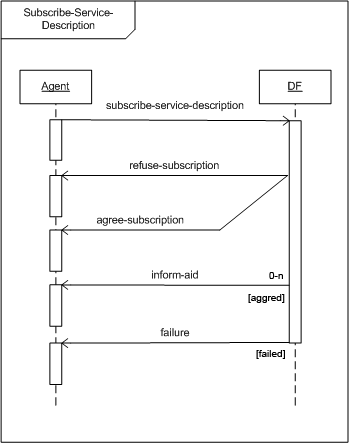 Subscribe-Service-
Description
Agent
DF
subscribe-service-description
refuse-subscription
agree-subscription
inform-aid
0-n
[aggred]
failure
[failed]